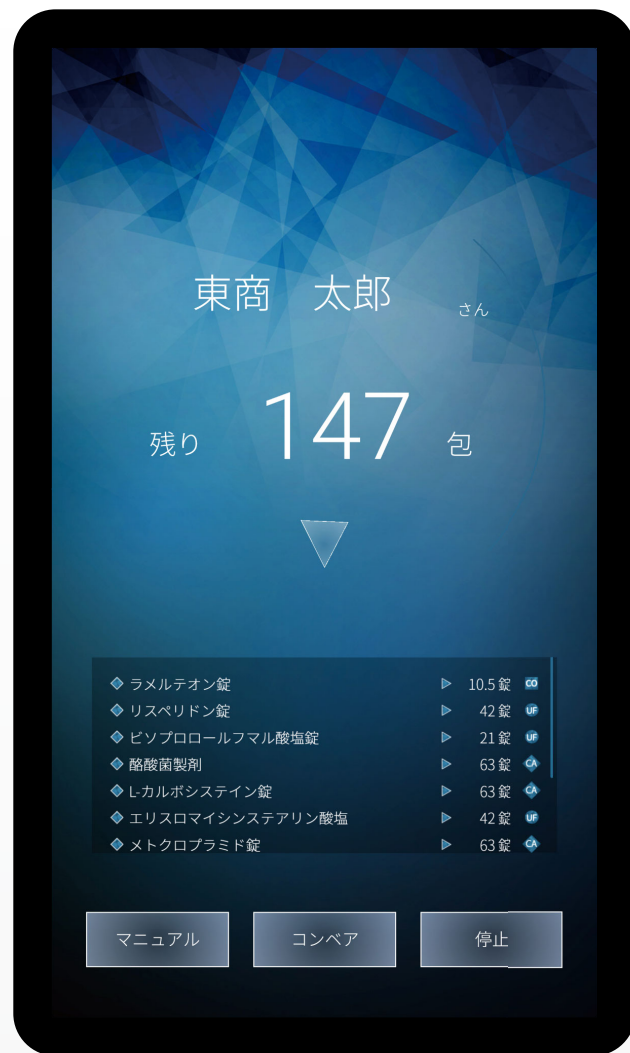 東商　太郎　さん
残り 147 包
ラメルテオン錠 10.5錠 CO
リスペリドン錠 42錠 UF
ビソプロロールフマル酸塩錠 21錠 UF
酪酸菌製剤 63錠 CA
L-カルボシステイン錠 63錠 CA
エリスロマイシンステアリン酸塩 42錠 UF
メトクロプラミド錠 63錠 CA
マニュアル コンベア 停止